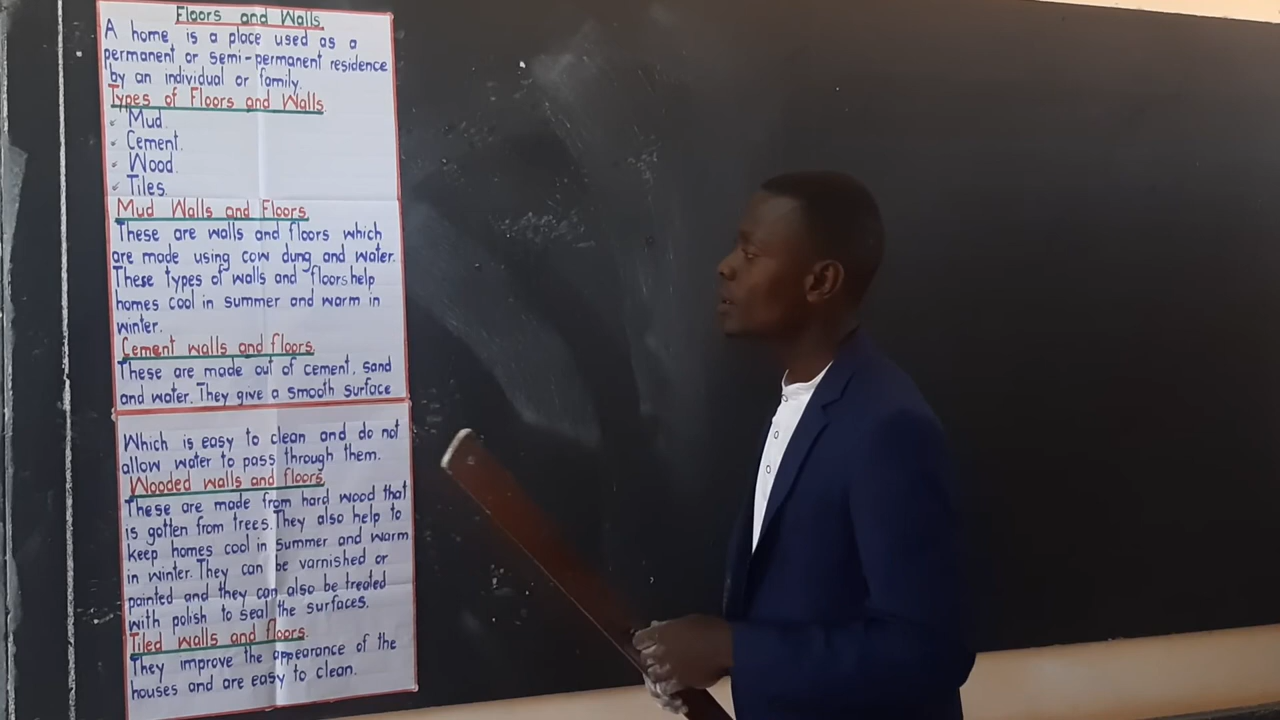 Floors and Walls
A home is a place used as a
permanent or semi-permanent residence
by an individual or family.
Types of Floors and Walls
Mud.
Cement.
Wood.
Tiles.
Mud Walls and Floors
These are walls and floors which
are made using cow dung and water.
These types of walls and floors help
homes cool in summer and warm in
winter.
Cement walls and floors.
These are made out of cement, sand
and water. They give a smooth surface
Which is easy to clean and do not
allow water to pass through them.
Wooded walls and floors.
These are made from hard wood that
is gotten from trees. They also help to
keep homes cool in summer and warm
in winter. They can be varnished or
painted and they can also be treated
with polish to seal the surfaces.
Tiled walls and floors.
They improve the appearance of the
houses and are easy to clean.